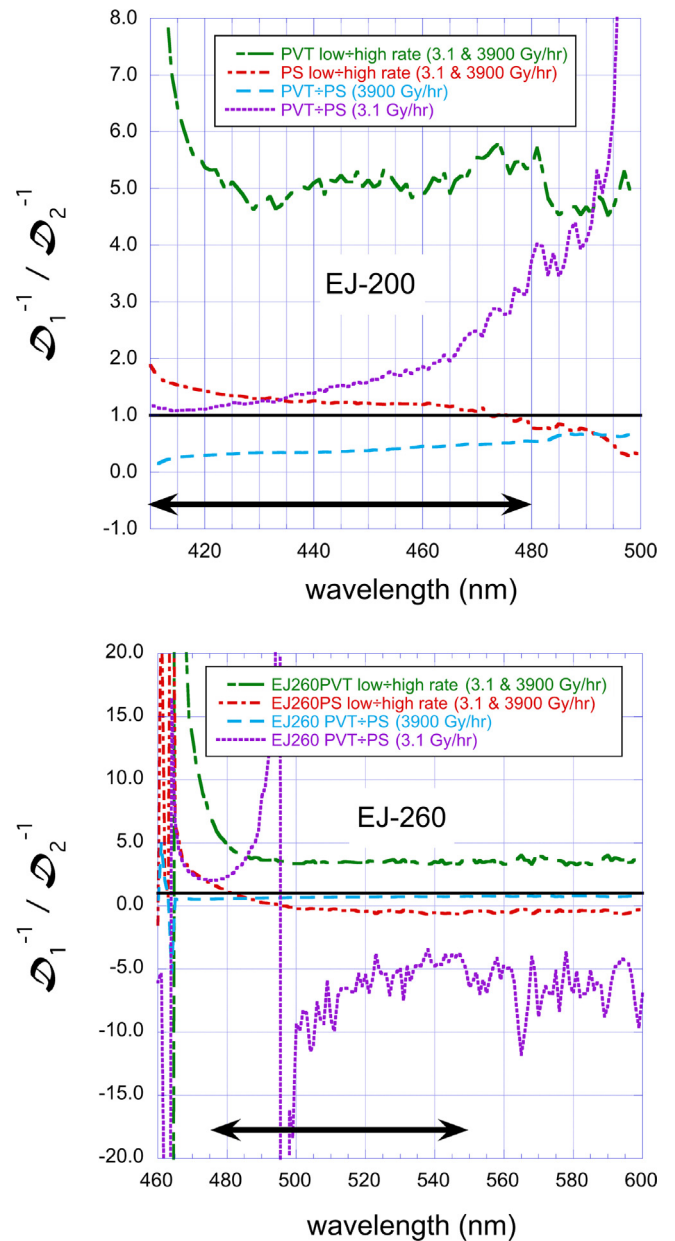 8.0
7.0
6.0
5.0
4.0
3.0
2.0
1.0
0.0
-1.0
PVT low÷high rate (3.1 & 3900 Gy/hr)
PS low÷high rate (3.1 & 3900 Gy/hr)
PVT÷PS (3900 Gy/hr)
PVT÷PS (3.1 Gy/hr)
EJ-200
𝒟₁⁻¹ / 𝒟₂⁻¹
420 440 460 480 500
wavelength (nm)
20.0
15.0
10.0
5.0
0.0
-5.0
-10.0
-15.0
-20.0
EJ260PVT low÷high rate (3.1 & 3900 Gy/hr)
EJ260PS low÷high rate (3.1 & 3900 Gy/hr)
EJ260 PVT÷PS (3900 Gy/hr)
EJ260 PVT÷PS (3.1 Gy/hr)
EJ-260
𝒟₁⁻¹ / 𝒟₂⁻¹
460 480 500 520 540 560 580 600
wavelength (nm)